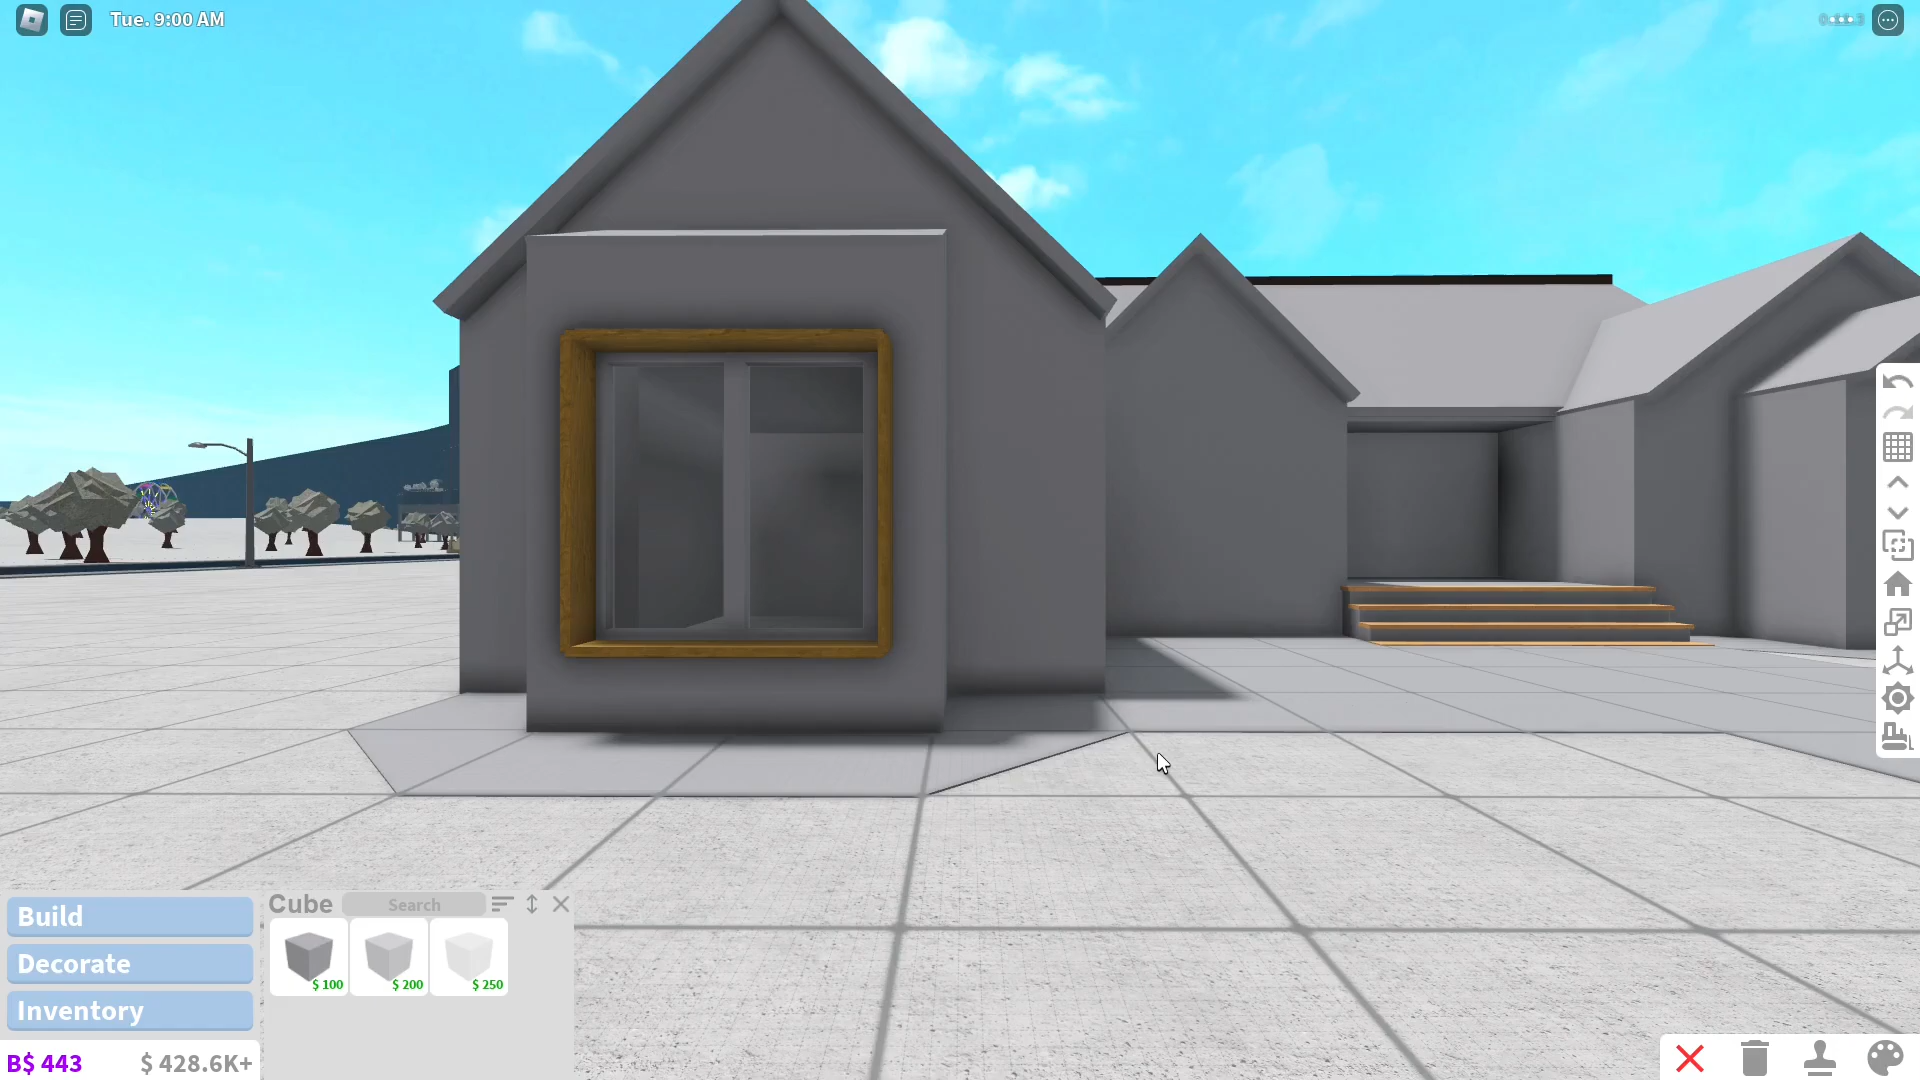 Tue. 9:00 AM
Build
Decorate
Inventory
B$ 443
$ 428.6K+
Cube
Search
$ 100
$ 200
$ 250